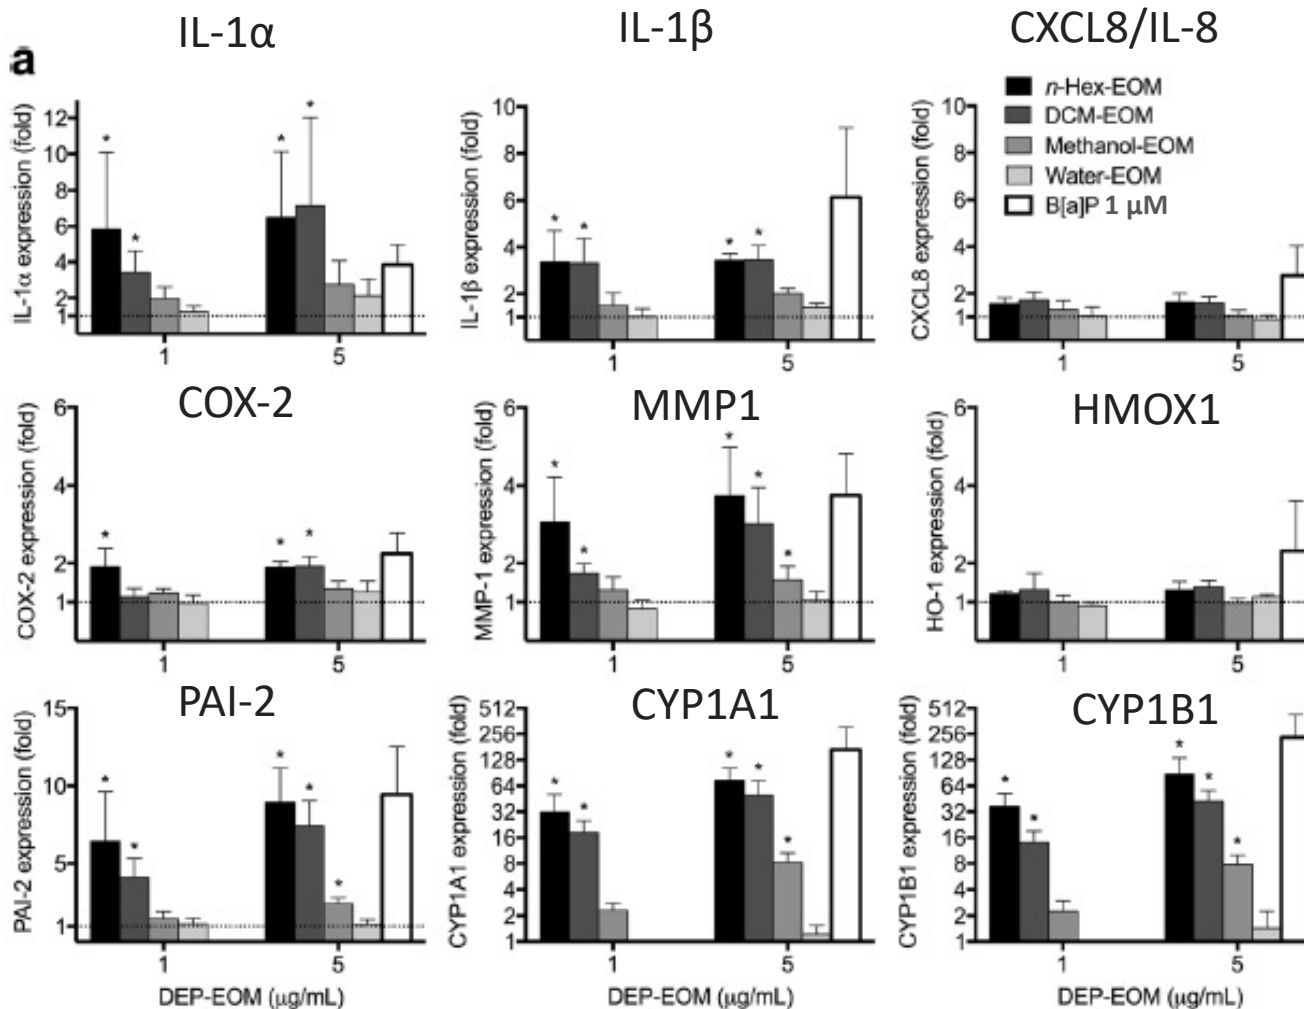 IL-1α
IL-1β
CXCL8/IL-8
a
n-Hex-EOM
DCM-EOM
Methanol-EOM
Water-EOM
B[a]P 1 µM
IL-1α expression (fold)
12
10
8
6
4
2
1
1
5
IL-1β expression (fold)
10
8
6
4
2
1
1
5
CXCL8 expression (fold)
10
8
6
4
2
1
1
5
COX-2
MMP1
HMOX1
COX-2 expression (fold)
6
4
2
1
1
5
MMP-1 expression (fold)
6
4
2
1
1
5
HO-1 expression (fold)
6
4
2
1
1
5
PAI-2
CYP1A1
CYP1B1
PAI-2 expression (fold)
15
10
5
1
1
5
DEP-EOM (µg/mL)
CYP1A1 expression (fold)
512
256
128
64
32
16
8
4
2
1
1
5
DEP-EOM (µg/mL)
CYP1B1 expression (fold)
512
256
128
64
32
16
8
4
2
1
1
5
DEP-EOM (µg/mL)